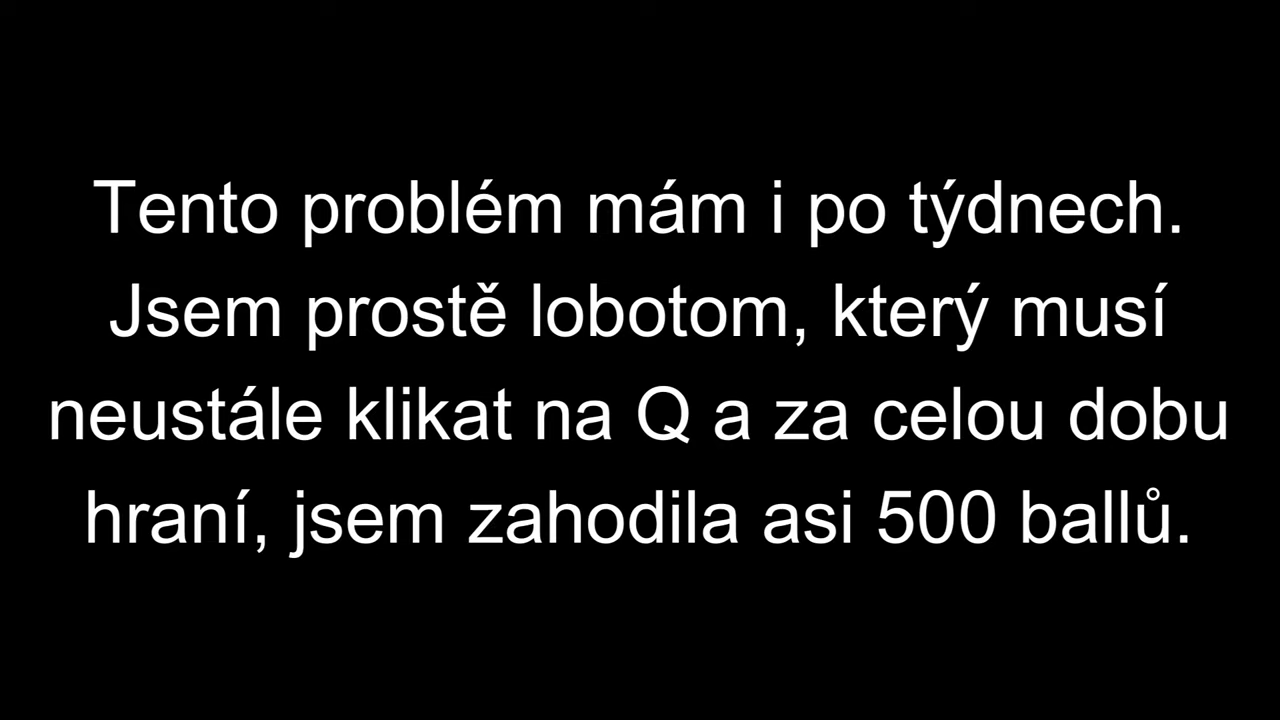 Tento problém mám i po týdnech.
Jsem prostě lobotom, který musí
neustále klikat na Q a za celou dobu
hraní, jsem zahodila asi 500 ballů.